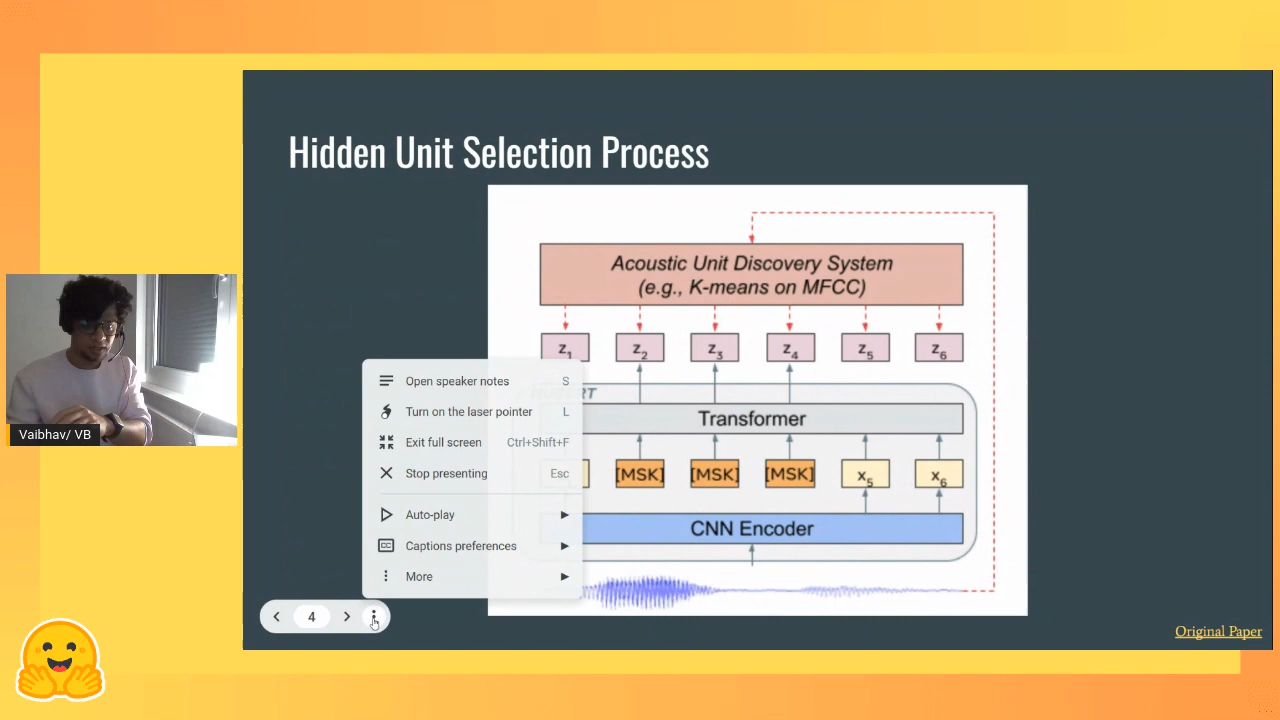 Hidden Unit Selection Process
Acoustic Unit Discovery System
(e.g., K-means on MFCC)
z1 z2 z3 z4 z5 z6
Transformer
[MSK] [MSK] [MSK] x5 x6
CNN Encoder
Open speaker notes S
Turn on the laser pointer L
Exit full screen Ctrl+Shift+F
Stop presenting Esc
Auto-play
CC Captions preferences
More
4
Original Paper
Vaibhav/ VB